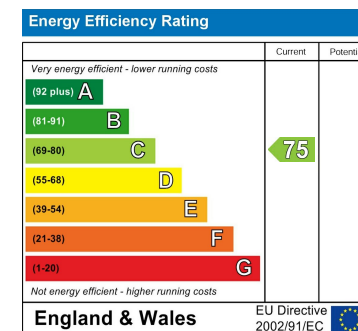 Energy Efficiency Rating
Current
Very energy efficient - lower running costs
(92 plus) A
(81-91) B
(69-80) C
75
(55-68) D
(39-54) E
(21-38) F
(1-20) G
Not energy efficient - higher running costs
England & Wales
EU Directive
2002/91/EC